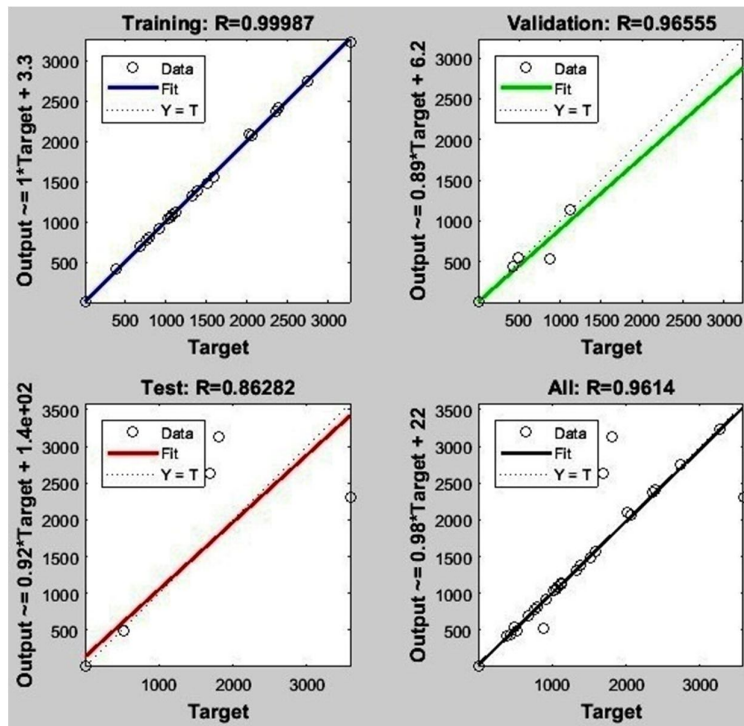 Training: R=0.99987
Output ~= 1*Target + 3.3
3000
2500
2000
1500
1000
500
Data
Fit
Y = T
500 1000 1500 2000 2500 3000
Target
Validation: R=0.96555
Output ~= 0.89*Target + 6.2
3000
2500
2000
1500
1000
500
Data
Fit
Y = T
500 1000 1500 2000 2500 3000
Target
Test: R=0.86282
Output ~= 0.92*Target + 1.4e+02
3500
3000
2500
2000
1500
1000
500
Data
Fit
Y = T
1000 2000 3000
Target
All: R=0.9614
Output ~= 0.98*Target + 22
3500
3000
2500
2000
1500
1000
500
Data
Fit
Y = T
1000 2000 3000
Target